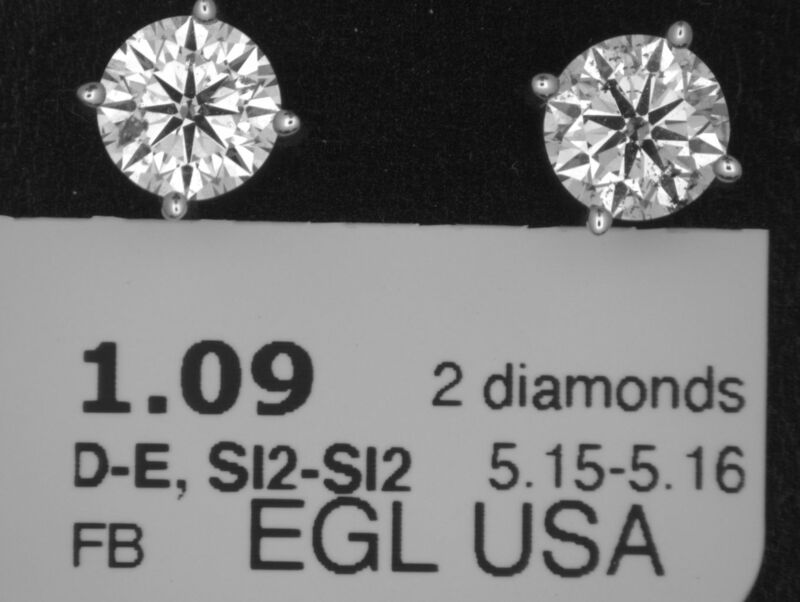 1.09 2 diamonds
D-E, SI2-SI2 5.15-5.16
FB EGL USA